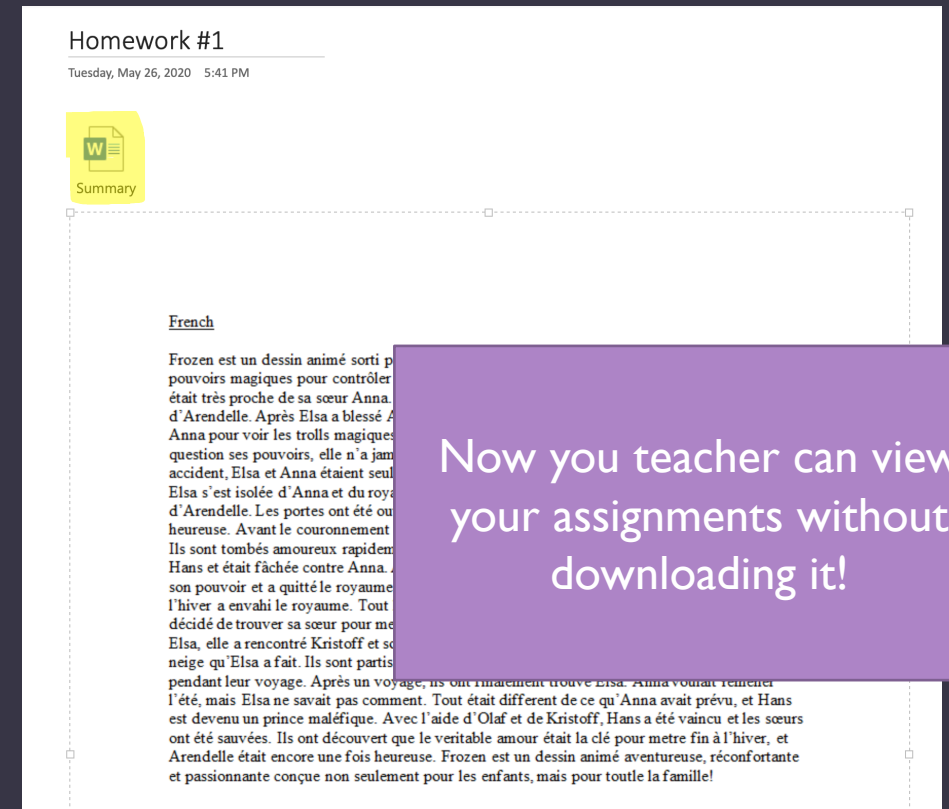 Homework #1
Tuesday, May 26, 2020 5:41 PM
W
Summary
French
Frozen est un dessin animé sorti p
pouvoirs magiques pour contrôler
était très proche de sa sœur Anna.
d'Arendelle. Après Elsa a blessé A
Anna pour voir les trolls magiques
question ses pouvoirs, elle n'a jam
accident, Elsa et Anna étaient seul
Elsa s'est isolée d'Anna et du roya
d'Arendelle. Les portes ont été ou
heureuse. Avant le couronnement
Ils sont tombés amoureux rapidem
Hans et était fâchée contre Anna.
son pouvoir et a quitté le royaume
l'hiver a envahi le royaume. Tout
décidé de trouver sa sœur pour me
Elsa, elle a rencontré Kristoff et so
neige qu'Elsa a fait. Ils sont partis
Now you teacher can view
your assignments without
downloading it!
pendant leur voyage. Après un voyage, ils ont finalement trouvé Elsa. Anna voulait remener
l'été, mais Elsa ne savait pas comment. Tout était different de ce qu'Anna avait prévu, et Hans
est devenu un prince maléfique. Avec l'aide d'Olaf et de Kristoff, Hans a été vaincu et les sœurs
ont été sauvées. Ils ont découvert que le veritable amour était la clé pour metre fin à l'hiver, et
Arendelle était encore une fois heureuse. Frozen est un dessin animé aventureuse, réconfortante
et passionnante conçue non seulement pour les enfants, mais pour toutle la famille!